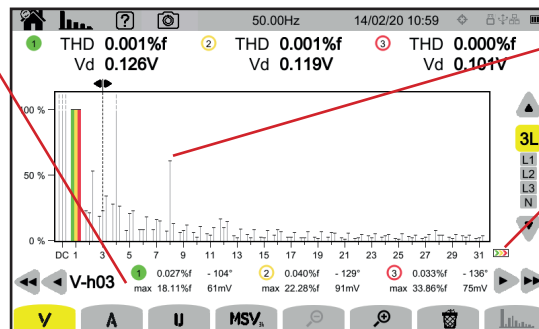 ? 50.00Hz 14/02/20 10:59
1 THD 0.001%f 2 THD 0.001%f 3 THD 0.000%f
Vd 0.126V Vd 0.119V Vd 0.101V
100 %
50 %
0 %
3L
L1
L2
L3
N
DC 1 3 5 7 9 11 13 15 17 19 21 23 25 27 29 31
V-h03 1 0.027%f - 104° 2 0.040%f - 129° 3 0.033%f - 136°
max 18.11%f 61mV max 22.28%f 91mV max 33.86%f 75mV
V A U MSV